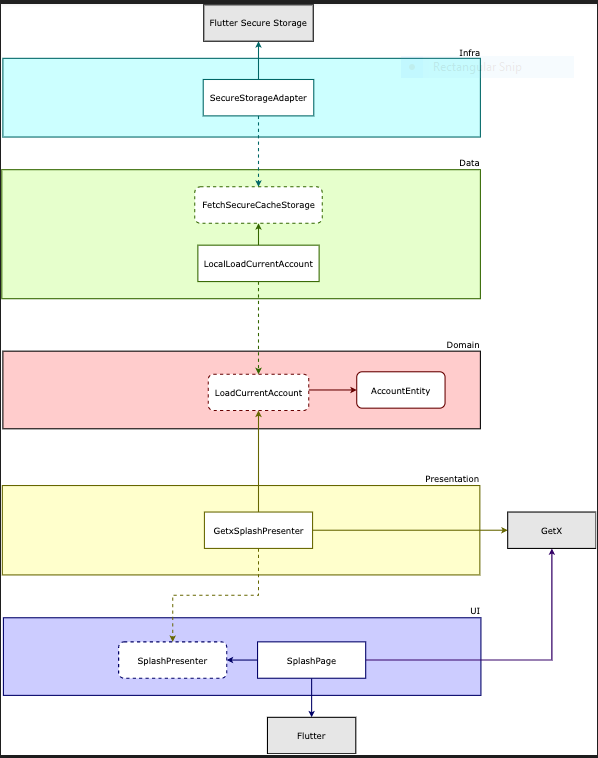 Flutter Secure Storage
Infra
Rectangular Snip
SecureStorageAdapter
Data
FetchSecureCacheStorage
LocalLoadCurrentAccount
Domain
LoadCurrentAccount
AccountEntity
Presentation
GetxSplashPresenter
GetX
UI
SplashPresenter
SplashPage
Flutter